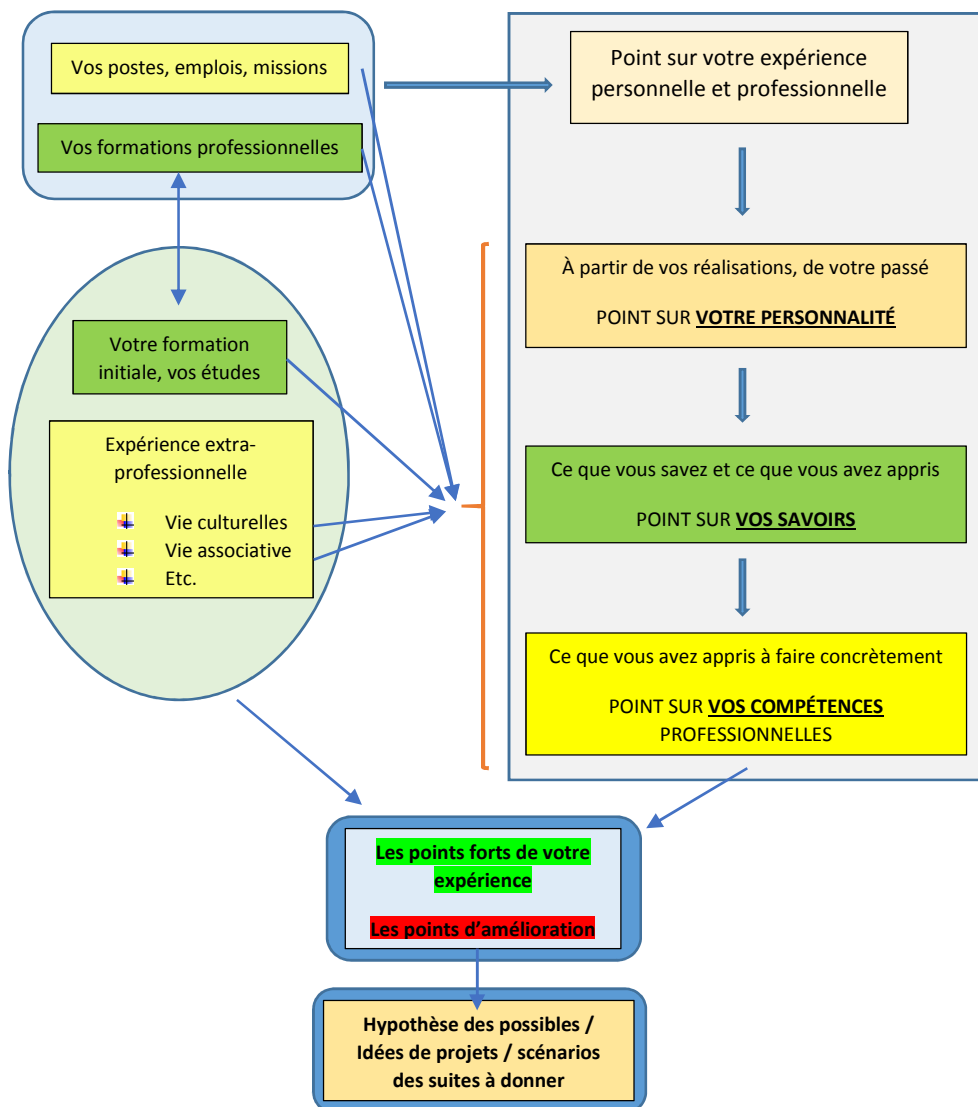 Vos postes, emplois, missions
Vos formations professionnelles
Votre formation
initiale, vos études
Expérience extra-
professionnelle
Vie culturelles
Vie associative
Etc.
Point sur votre expérience
personnelle et professionnelle
À partir de vos réalisations, de votre passé
POINT SUR VOTRE PERSONNALITÉ
Ce que vous savez et ce que vous avez appris
POINT SUR VOS SAVOIRS
Ce que vous avez appris à faire concrètement
POINT SUR VOS COMPÉTENCES
PROFESSIONNELLES
Les points forts de votre
expérience
Les points d’amélioration
Hypothèse des possibles /
Idées de projets / scénarios
des suites à donner